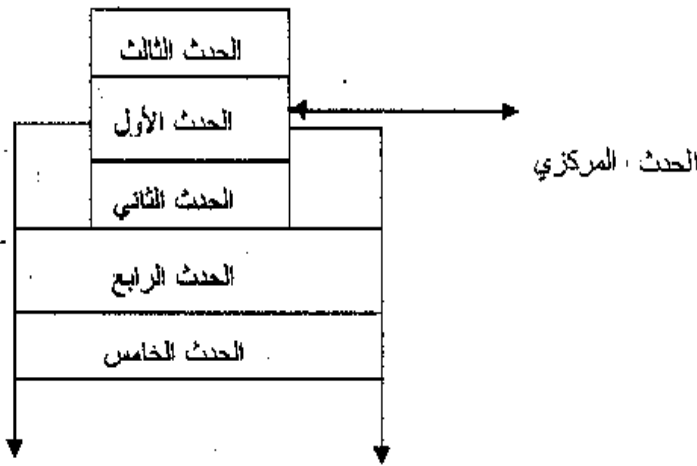 الحدث الثالث
الحدث الأول
الحدث المركزي
الحدث الثاني
الحدث الرابع
الحدث الخامس